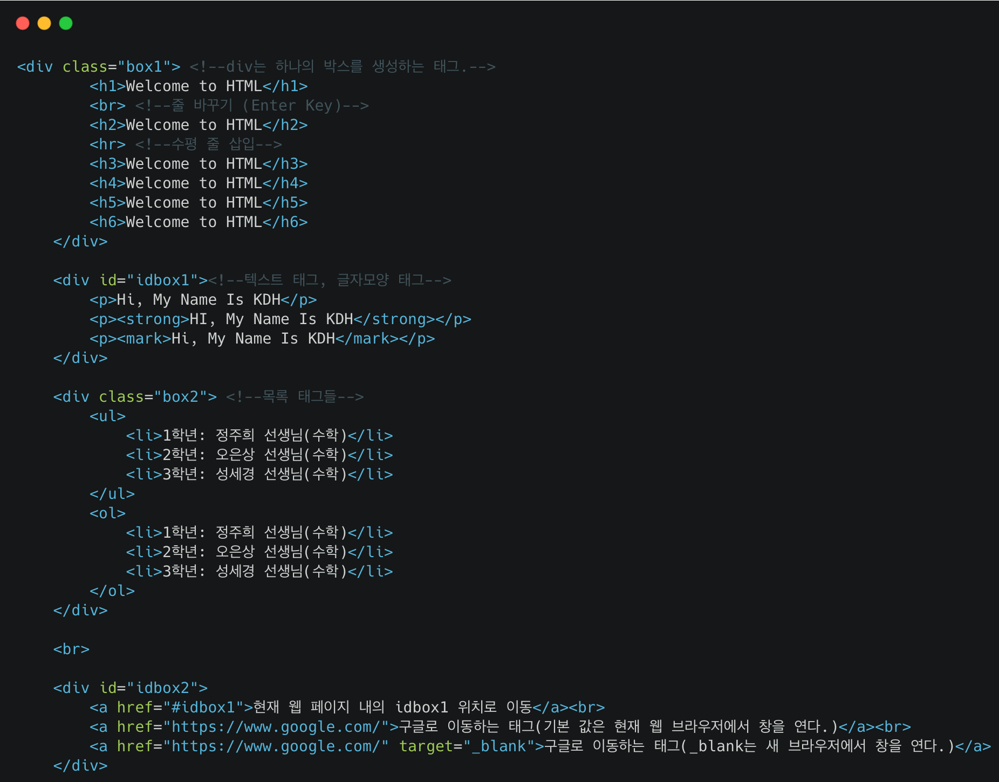 <div class="box1"> <!--div는 하나의 박스를 생성하는 태그.-->
<h1>Welcome to HTML</h1>
<br> <!--줄 바꾸기 (Enter Key)-->
<h2>Welcome to HTML</h2>
<hr> <!--수평 줄 삽입-->
<h3>Welcome to HTML</h3>
<h4>Welcome to HTML</h4>
<h5>Welcome to HTML</h5>
<h6>Welcome to HTML</h6>
</div>
<div id="idbox1"><!--텍스트 태그, 글자모양 태그-->
<p>Hi, My Name Is KDH</p>
<p><strong>HI, My Name Is KDH</strong></p>
<p><mark>Hi, My Name Is KDH</mark></p>
</div>
<div class="box2"> <!--목록 태그들-->
<ul>
<li>1학년: 정주희 선생님(수학)</li>
<li>2학년: 오은상 선생님(수학)</li>
<li>3학년: 성세경 선생님(수학)</li>
</ul>
<ol>
<li>1학년: 정주희 선생님(수학)</li>
<li>2학년: 오은상 선생님(수학)</li>
<li>3학년: 성세경 선생님(수학)</li>
</ol>
</div>
<br>
<div id="idbox2">
<a href="#idbox1">현재 웹 페이지 내의 idbox1 위치로 이동</a><br>
<a href="https://www.google.com/">구글로 이동하는 태그(기본 값은 현재 웹 브라우저에서 창을 연다.)</a><br>
<a href="https://www.google.com/" target="_blank">구글로 이동하는 태그(_blank는 새 브라우저에서 창을 연다.)</a>
</div>